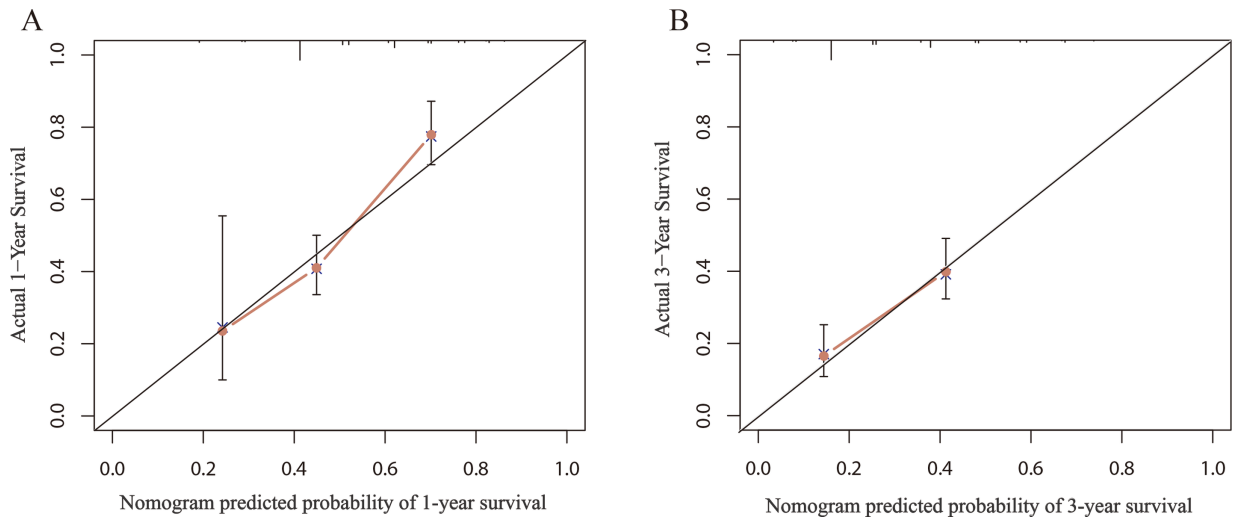 A
Actual 1−Year Survival
1.0
0.8
0.6
0.4
0.2
0.0
0.0 0.2 0.4 0.6 0.8 1.0
Nomogram predicted probability of 1-year survival
B
Actual 3−Year Survival
1.0
0.8
0.6
0.4
0.2
0.0
0.0 0.2 0.4 0.6 0.8 1.0
Nomogram predicted probability of 3-year survival